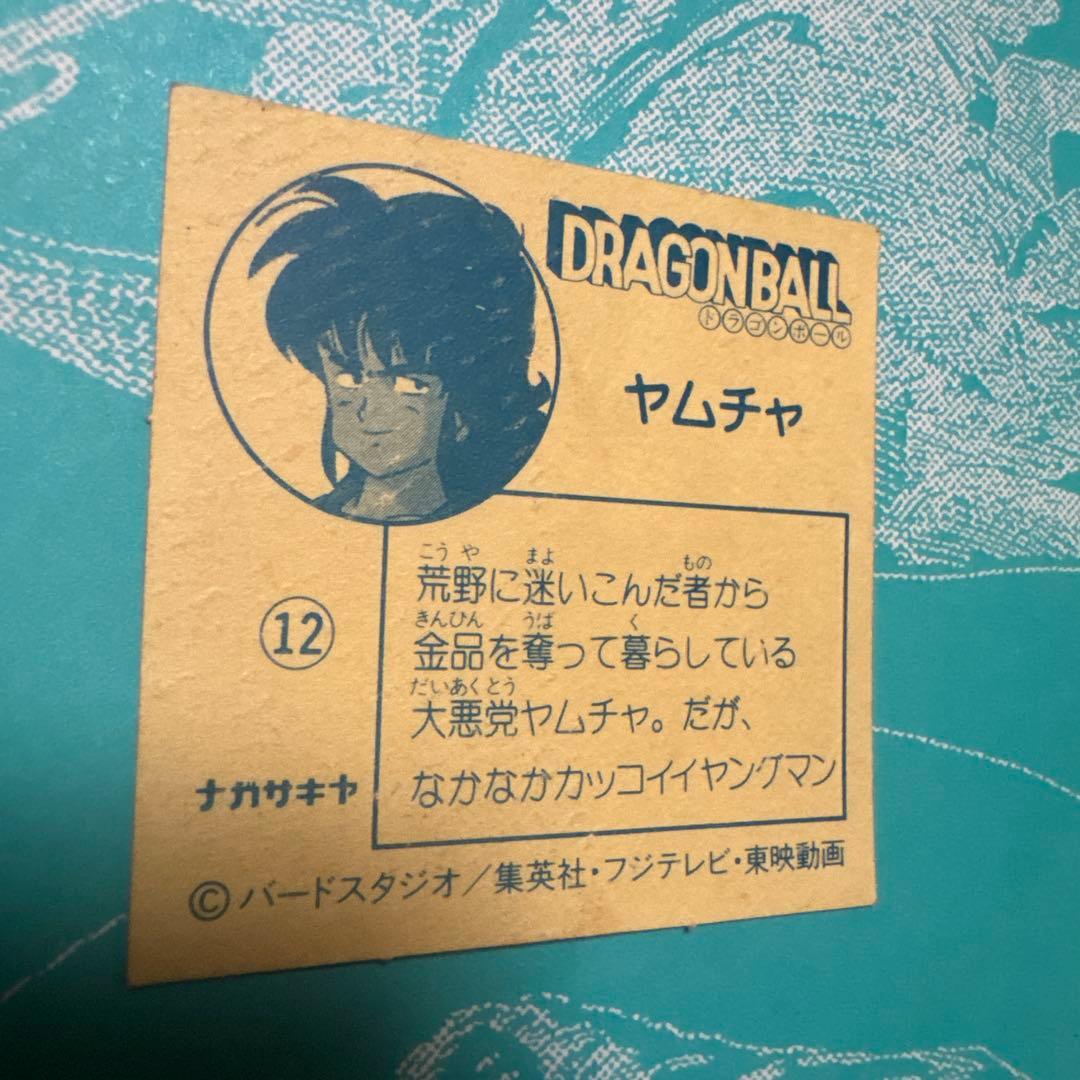 DRAGON BALL
ドラゴンボール
ヤムチャ
こうや まよ もの
荒野に迷いこんだ者から
きんひん うば く
金品を奪って暮らしている
だいあくとう
大悪党ヤムチャ。だが、
なかなかカッコイイヤングマン
12
ナガサキヤ
©バードスタジオ/集英社・フジテレビ・東映動画